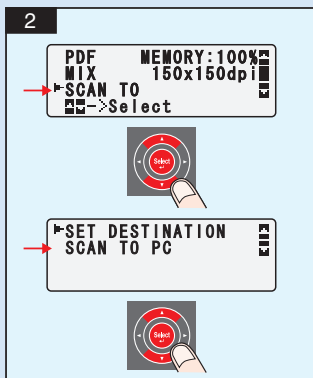 2
PDF MEMORY:100%
MIX 150x150dpi
SCAN TO
->Select
Select
SET DESTINATION
SCAN TO PC
Select